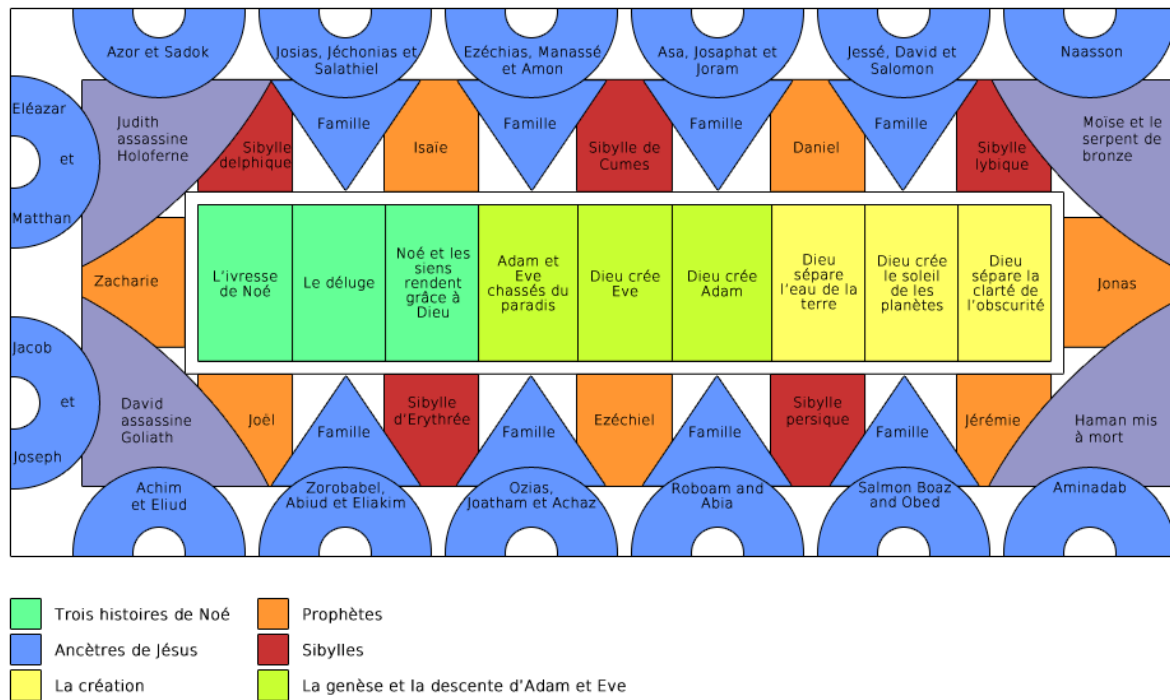 Azor et Sadok
Josias, Jéchonias et
Salathiel
Ezéchias, Manassé
et Amon
Asa, Josaphat et
Joram
Jessé, David et
Salomon
Naasson
Eléazar
et
Matthan
Judith
assassine
Holoferne
Sibylle
delphique
Famille
Isaïe
Famille
Sibylle de
Cumes
Famille
Daniel
Famille
Sibylle
lybique
Moïse et le
serpent de
bronze
Zacharie
L'ivresse
de Noé
Le déluge
Noé et les
siens
rendent
grâce à
Dieu
Adam et
Eve
chassés du
paradis
Dieu crée
Eve
Dieu crée
Adam
Dieu
sépare
l'eau de la
terre
Dieu crée
le soleil
de les
planètes
Dieu
sépare la
clarté de
l'obscurité
Jonas
Jacob
et
Joseph
David
assassine
Goliath
Joël
Famille
Sibylle
d'Erythrée
Famille
Ezéchiel
Famille
Sibylle
persique
Famille
Jérémie
Haman mis
à mort
Achim
et Eliud
Zorobabel,
Abiud et Eliakim
Ozias,
Joatham et Achaz
Roboam and
Abia
Salmon Boaz
and Obed
Aminadab
Trois histoires de Noé
Prophètes
Ancètres de Jésus
Sibylles
La création
La genèse et la descente d'Adam et Eve